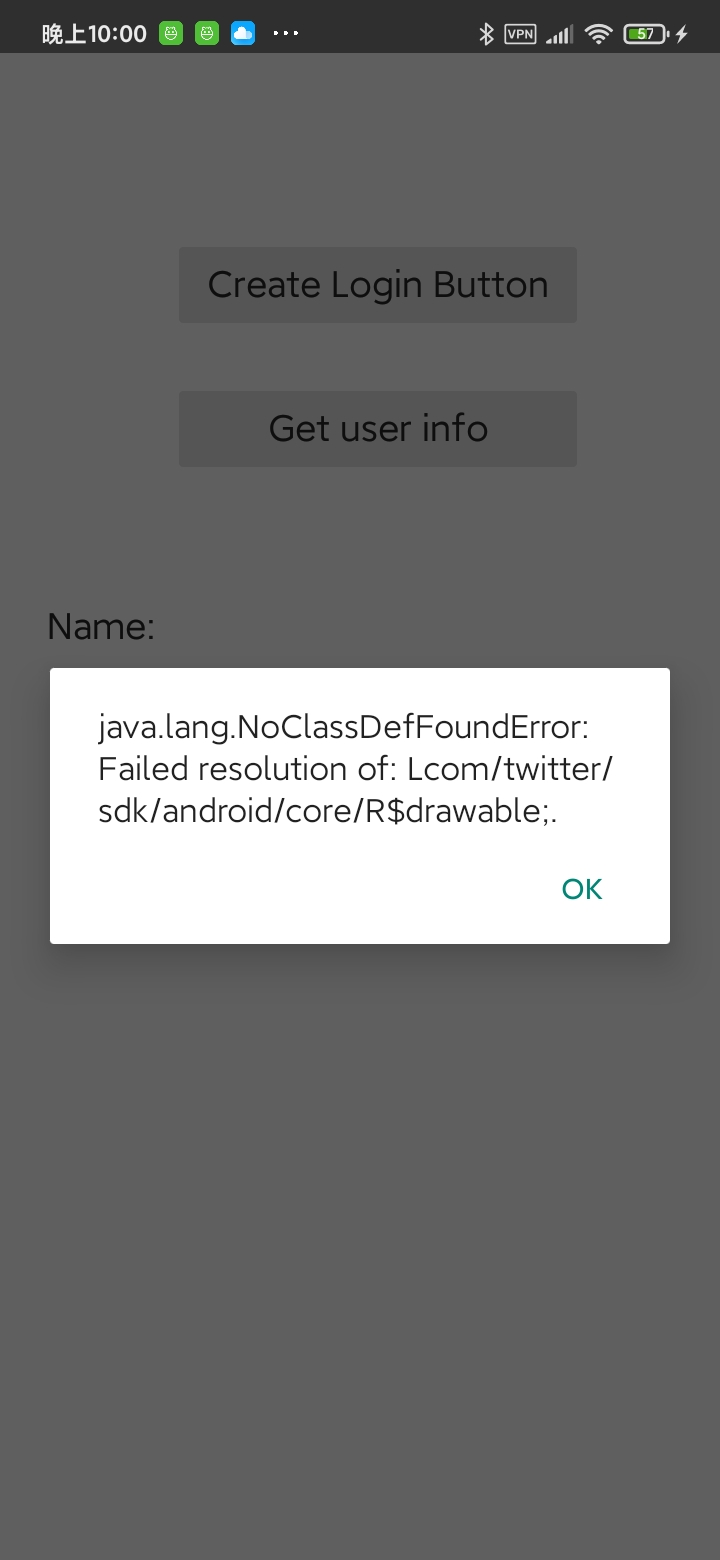 晚上10:00
VPN
57
Create Login Button
Get user info
Name:
java.lang.NoClassDefFoundError:
Failed resolution of: Lcom/twitter/
sdk/android/core/R$drawable;.
OK